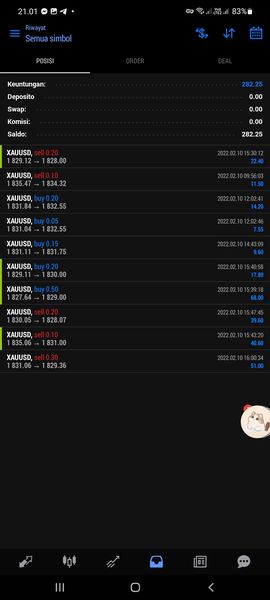 21.01
83%
Riwayat
Semua simbol
POSISI ORDER DEAL
Keuntungan: 282.25
Deposito 0.00
Swap: 0.00
Komisi: 0.00
Saldo: 282.25
XAUUSD, sell 0.20 2022.02.10 15:30:12
1 829.12 → 1 828.00 22.40
XAUUSD, sell 0.10 2022.02.10 09:56:03
1 835.47 → 1 834.32 11.50
XAUUSD, buy 0.20 2022.02.10 12:02:41
1 831.84 → 1 832.55 14.20
XAUUSD, buy 0.05 2022.02.10 12:02:46
1 831.04 → 1 832.55 7.55
XAUUSD, buy 0.15 2022.02.10 14:43:09
1 831.11 → 1 831.75 9.60
XAUUSD, buy 0.20 2022.02.10 15:40:58
1 829.11 → 1 830.00 17.80
XAUUSD, buy 0.50 2022.02.10 15:39:18
1 827.64 → 1 829.00 68.00
XAUUSD, sell 0.20 2022.02.10 15:47:45
1 830.05 → 1 828.07 39.60
XAUUSD, sell 0.10 2022.02.10 15:43:20
1 835.06 → 1 831.00 40.60
XAUUSD, sell 0.30 2022.02.10 16:00:34
1 831.06 → 1 829.36 51.00